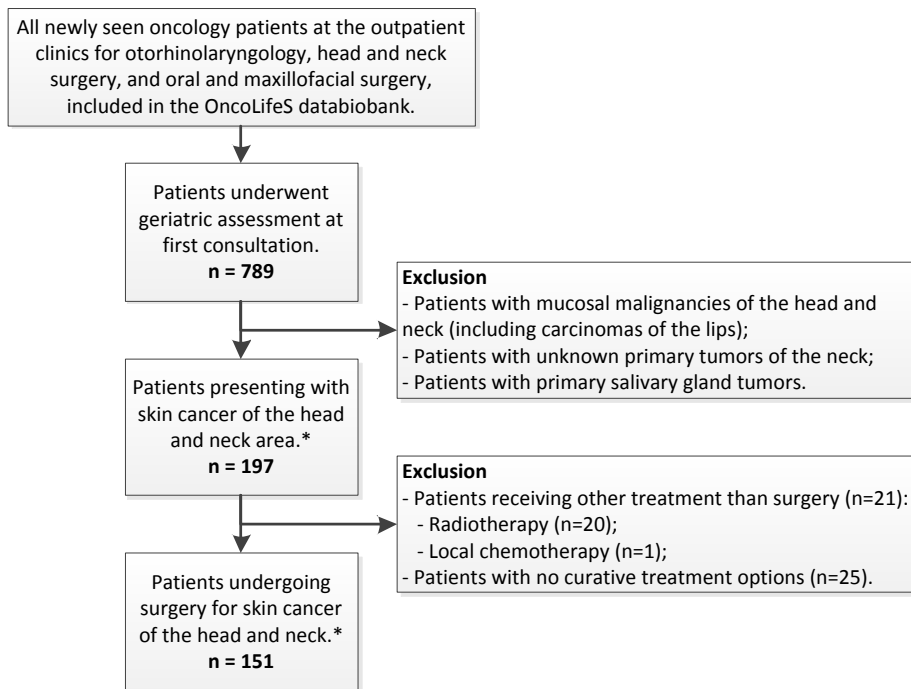 All newly seen oncology patients at the outpatient
clinics for otorhinolaryngology, head and neck
surgery, and oral and maxillofacial surgery,
included in the OncoLifeS databiobank.
Patients underwent
geriatric assessment at
first consultation.
n = 789
Exclusion
- Patients with mucosal malignancies of the head and
neck (including carcinomas of the lips);
- Patients with unknown primary tumors of the neck;
- Patients with primary salivary gland tumors.
Patients presenting with
skin cancer of the head
and neck area.*
n = 197
Exclusion
- Patients receiving other treatment than surgery (n=21):
- Radiotherapy (n=20);
- Local chemotherapy (n=1);
- Patients with no curative treatment options (n=25).
Patients undergoing
surgery for skin cancer
of the head and neck.*
n = 151